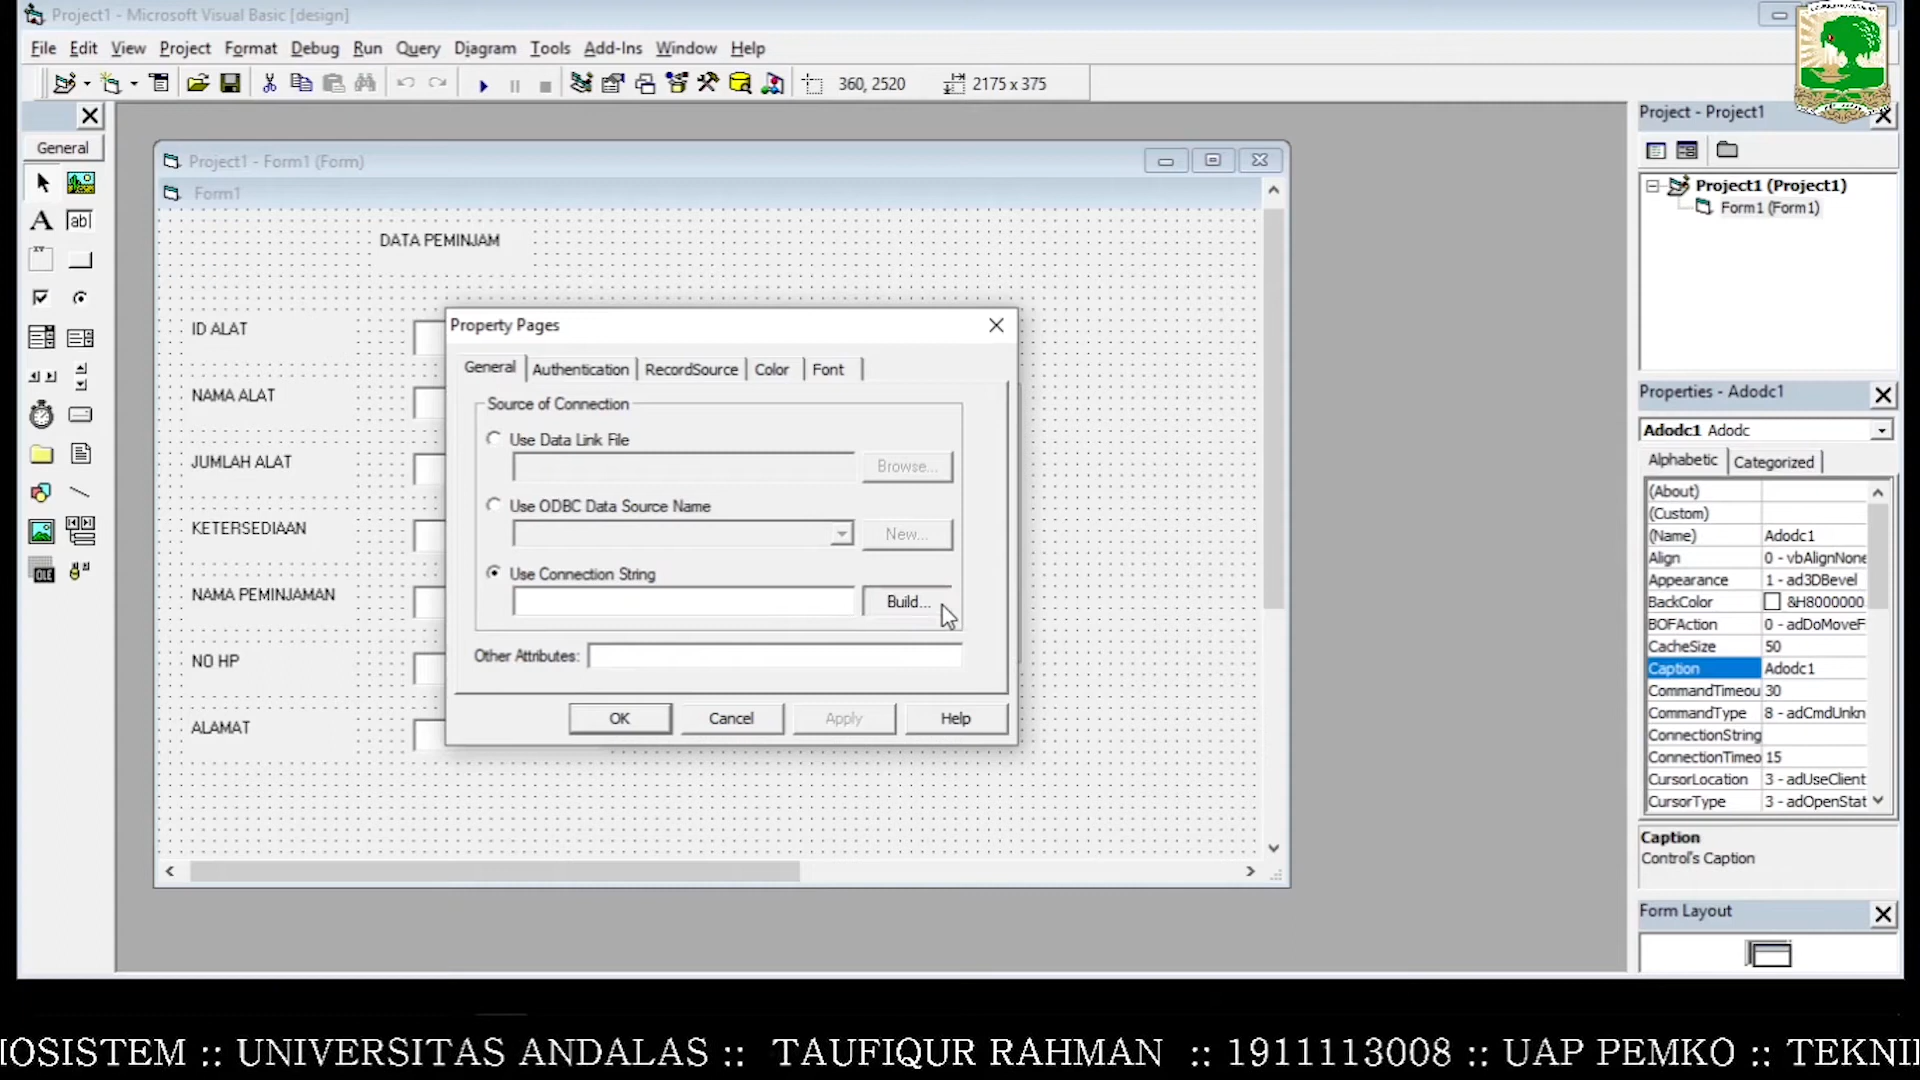 Project1 - Microsoft Visual Basic [design]
File Edit View Project Format Debug Run Query Diagram Tools Add-Ins Window Help
360, 2520 2175 x 375
General
Project1 - Form1 (Form)
Form1
DATA PEMINJAM
ID ALAT
NAMA ALAT
JUMLAH ALAT
KETERSEDIAAN
NAMA PEMINJAMAN
NO HP
ALAMAT
Property Pages
General Authentication RecordSource Color Font
Source of Connection
Use Data Link File
Browse...
Use ODBC Data Source Name
New...
Use Connection String
Build...
Other Attributes:
OK Cancel Apply Help
Project - Project1
Project1 (Project1)
Form1 (Form1)
Properties - Adodc1
Adodc1 Adodc
Alphabetic Categorized
(About)
(Custom)
(Name) Adodc1
Align 0 - vbAlignNone
Appearance 1 - ad3DBevel
BackColor &H8000000
BOFAction 0 - adDoMoveF
CacheSize 50
Caption Adodc1
CommandTimeou 30
CommandType 8 - adCmdUnkn
ConnectionString
ConnectionTimeo 15
CursorLocation 3 - adUseClient
CursorType 3 - adOpenStat
Caption
Control's Caption
Form Layout
IOSISTEM :: UNIVERSITAS ANDALAS :: TAUFIQUR RAHMAN :: 1911113008 :: UAP PEMKO :: TEKNI